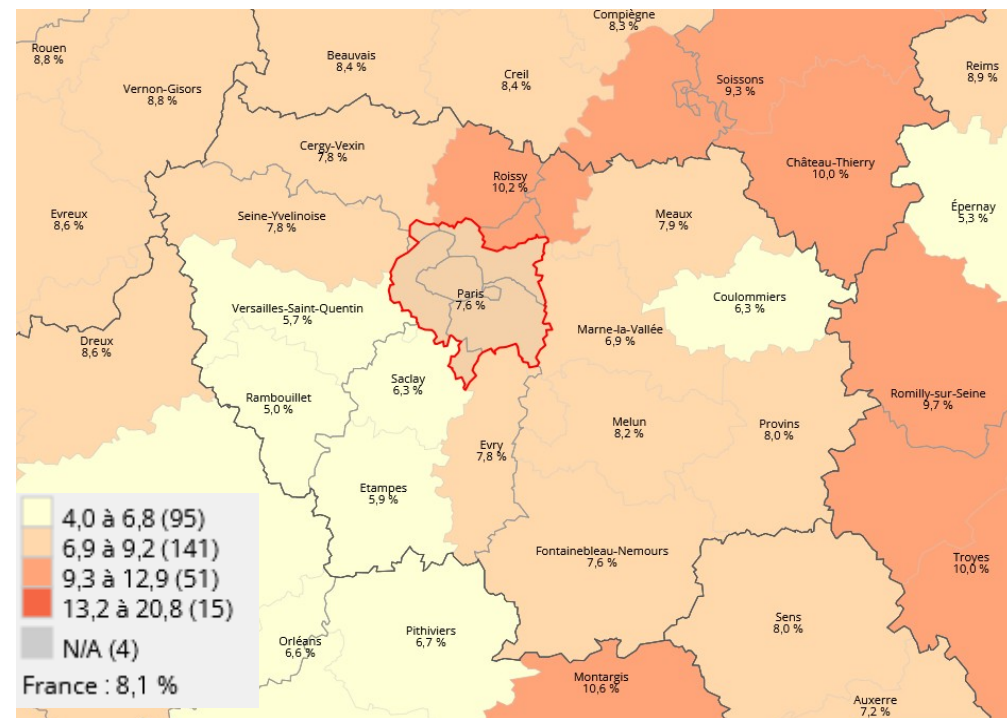 Compiègne
8,3 %
Rouen
8,8 %
Beauvais
8,4 %
Creil
8,4 %
Soissons
9,3 %
Reims
8,9 %
Vernon-Gisors
8,8 %
Cergy-Vexin
7,8 %
Château-Thierry
10,0 %
Roissy
10,2 %
Épernay
5,3 %
Evreux
8,6 %
Seine-Yvelinoise
7,8 %
Meaux
7,9 %
Paris
7,6 %
Coulommiers
6,3 %
Versailles-Saint-Quentin
5,7 %
Marne-la-Vallée
6,9 %
Dreux
8,6 %
Saclay
6,3 %
Rambouillet
5,0 %
Romilly-sur-Seine
9,7 %
Melun
8,2 %
Provins
8,0 %
Evry
7,8 %
Etampes
5,9 %
Fontainebleau-Nemours
7,6 %
Troyes
10,0 %
Sens
8,0 %
Pithiviers
6,7 %
Orléans
6,6 %
Montargis
10,6 %
Auxerre
7,2 %
4,0 à 6,8 (95)
6,9 à 9,2 (141)
9,3 à 12,9 (51)
13,2 à 20,8 (15)
N/A (4)
France : 8,1 %